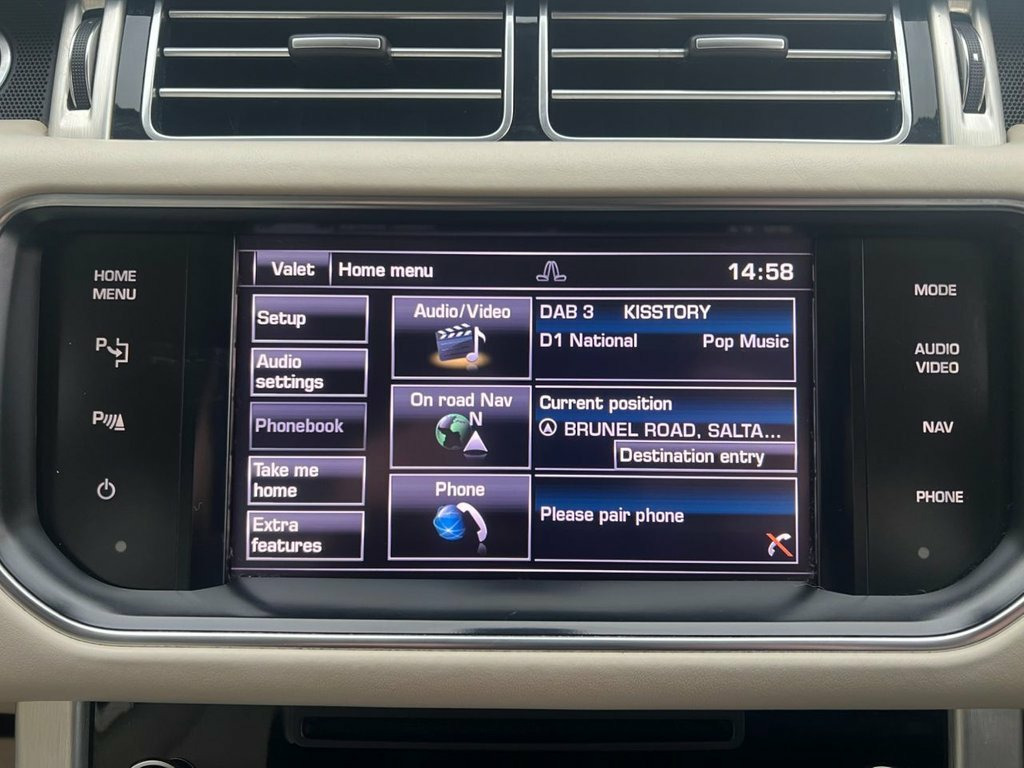 HOME
MENU
P
P
Valet
Home menu
14:58
Setup
Audio
settings
Phonebook
Take me
home
Extra
features
Audio/Video
On road Nav
N
Phone
DAB 3 KISSTORY
D1 National Pop Music
Current position
BRUNEL ROAD, SALTA...
Destination entry
Please pair phone
MODE
AUDIO
VIDEO
NAV
PHONE